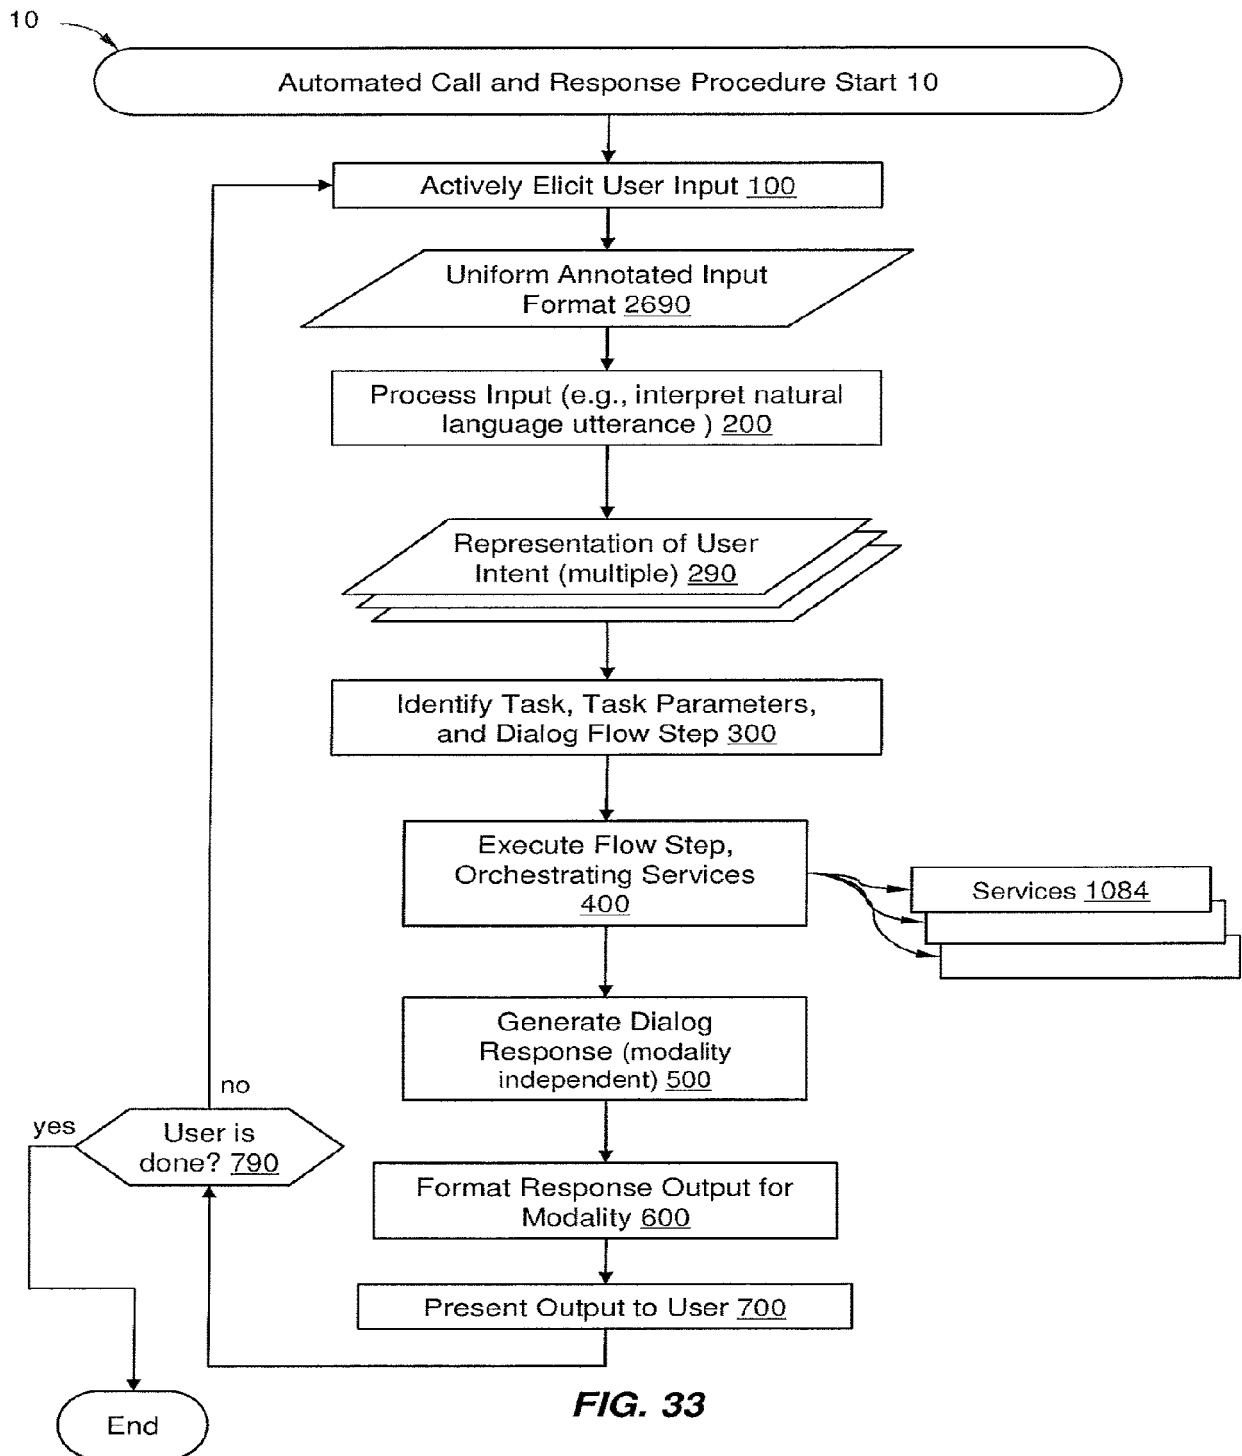 10
Automated Call and Response Procedure Start 10
Actively Elicit User Input 100
Uniform Annotated Input
Format 2690
Process Input (e.g., interpret natural
language utterance ) 200
Representation of User
Intent (multiple) 290
Identify Task, Task Parameters,
and Dialog Flow Step 300
Execute Flow Step,
Orchestrating Services
400
Services 1084
Generate Dialog
Response (modality
independent) 500
no
yes
User is
done? 790
Format Response Output for
Modality 600
Present Output to User 700
End
FIG. 33